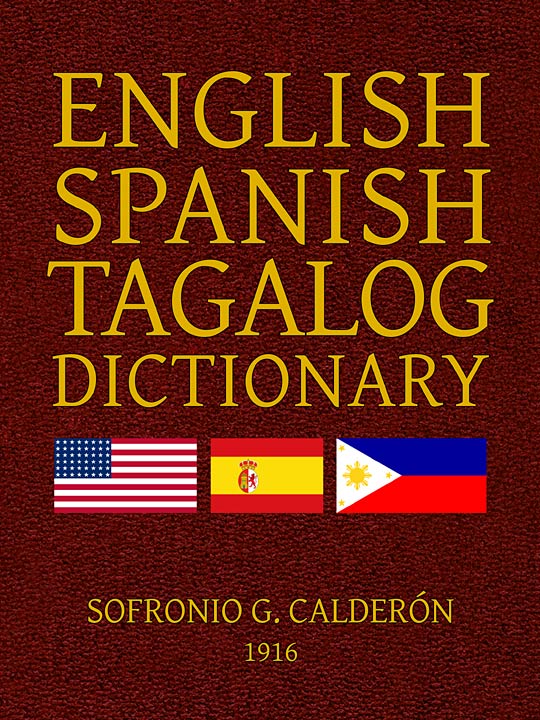 ENGLISH
SPANISH
TAGALOG
DICTIONARY
SOFRONIO G. CALDERÓN
1916